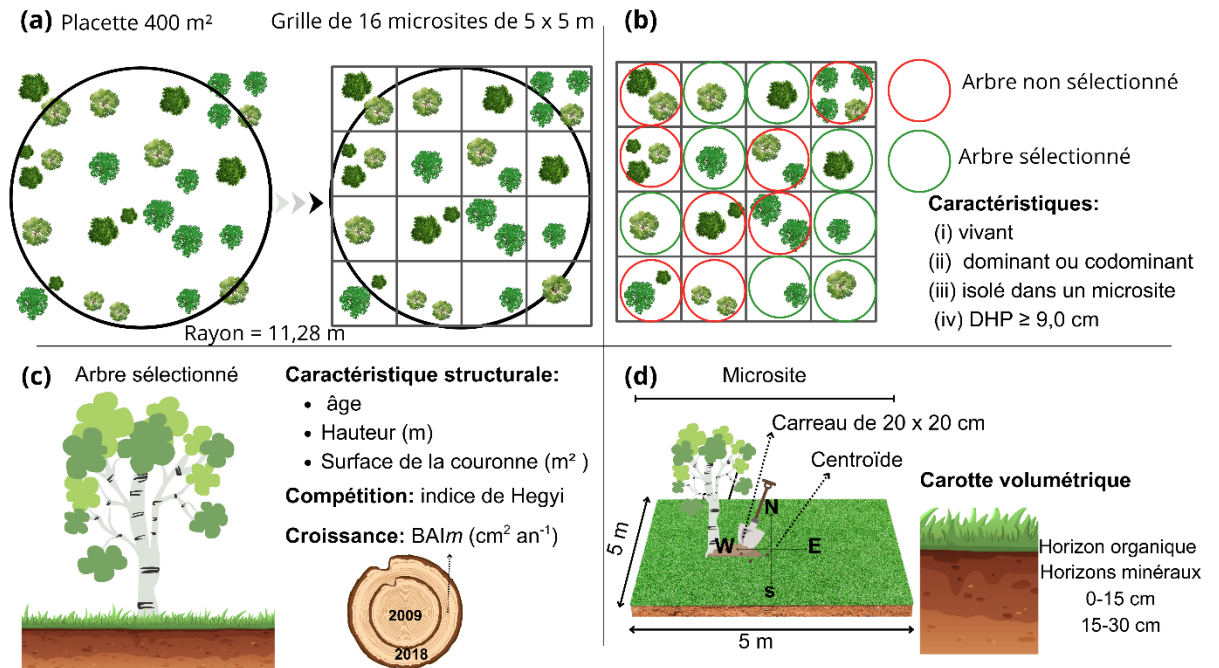 (a) Placette 400 m²
Grille de 16 microsites de 5 x 5 m
Rayon = 11,28 m
(b)
Arbre non sélectionné
Arbre sélectionné
Caractéristiques:
(i) vivant
(ii) dominant ou codominant
(iii) isolé dans un microsite
(iv) DHP ≥ 9,0 cm
(c) Arbre sélectionné
Caractéristique structurale:
• âge
• Hauteur (m)
• Surface de la couronne (m² )
Compétition: indice de Hegyi
Croissance: BAIm (cm² an⁻¹)
2009
2018
(d)
Microsite
Carreau de 20 x 20 cm
Centroïde
N
W E
s
5 m
5 m
Carotte volumétrique
Horizon organique
Horizons minéraux
0-15 cm
15-30 cm